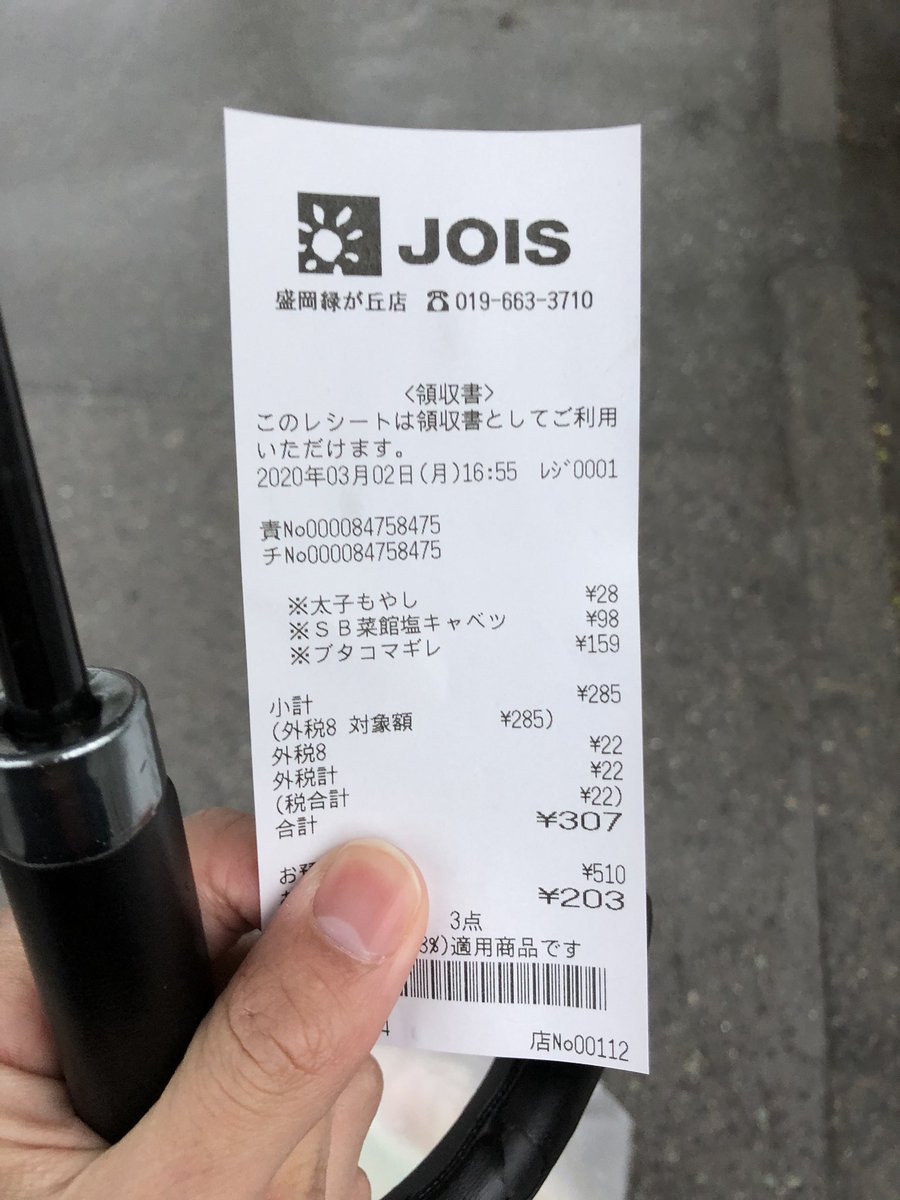 JOIS
盛岡緑が丘店 ☎019-663-3710
<領収書>
このレシートは領収書としてご利用
いただけます。
2020年03月02日(月)16:55 ﾚｼﾞ0001
責No000084758475
チNo000084758475
※太子もやし ¥28
※ＳＢ菜館塩キャベツ ¥98
※ブタコマギレ ¥159
小計 ¥285
(外税8 対象額 ¥285)
外税8 ¥22
外税計 ¥22
(税合計 ¥22)
合計 ¥307
お ¥510
¥203
3点
%)適用商品です
4 店No00112